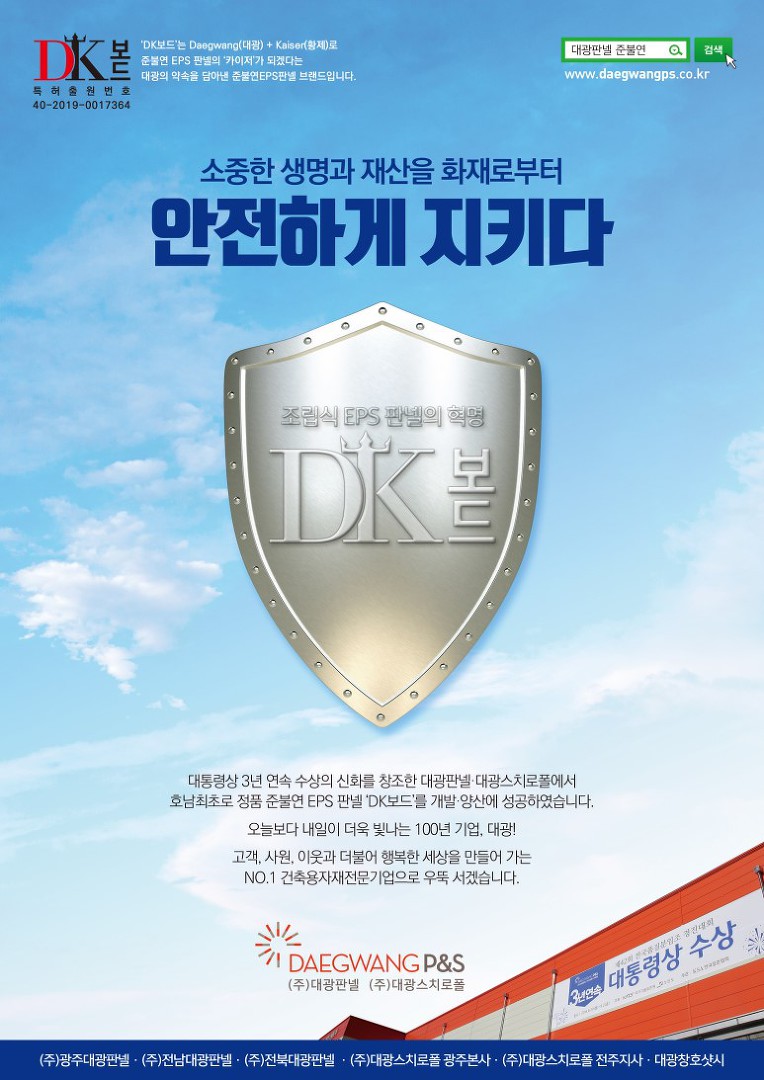 DK보드
특허출원번호
40-2019-0017364
'DK보드'는 Daegwang(대광) + Kaiser(황제)로
준불연 EPS 판넬의 '카이저'가 되겠다는
대광의 약속을 담아낸 준불연EPS판넬 브랜드입니다.
대광판넬 준불연
검색
www.daegwangps.co.kr
소중한 생명과 재산을 화재로부터
안전하게 지키다
조립식 EPS 판넬의 혁명
DK보드
대통령상 3년 연속 수상의 신화를 창조한 대광판넬·대광스치로폴에서
호남최초로 정품 준불연 EPS 판넬 'DK보드'를 개발·양산에 성공하였습니다.
오늘보다 내일이 더욱 빛나는 100년 기업, 대광!
고객, 사원, 이웃과 더불어 행복한 세상을 만들어 가는
NO.1 건축용자재전문기업으로 우뚝 서겠습니다.
DAEGWANG P&S
(주)대광판넬 (주)대광스치로폴
제42회 전국품질분임조 경진대회
3년연속 대통령상 수상
(주)광주대광판넬 · (주)전남대광판넬 · (주)전북대광판넬 · (주)대광스치로폴 광주본사 · (주)대광스치로폴 전주지사 · 대광창호샷시